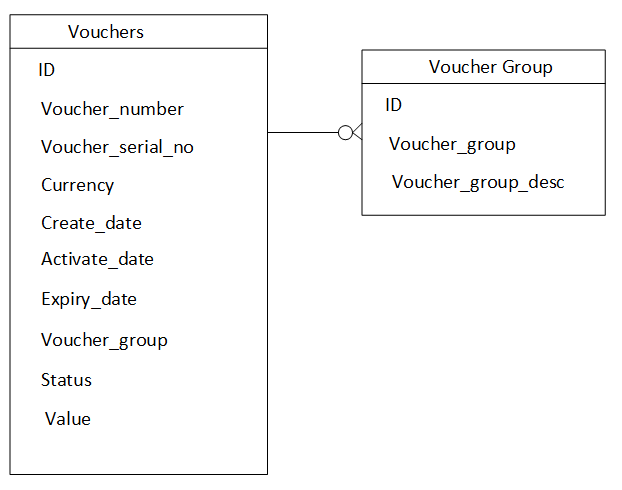 Vouchers
ID
Voucher_number
Voucher_serial_no
Currency
Create_date
Activate_date
Expiry_date
Voucher_group
Status
Value
Voucher Group
ID
Voucher_group
Voucher_group_desc